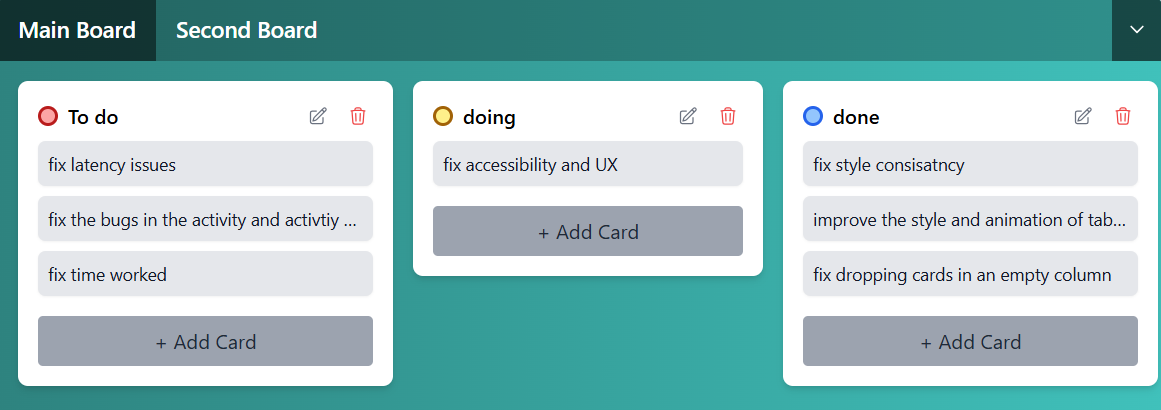 Main Board
Second Board
To do
fix latency issues
fix the bugs in the activity and activtiy ...
fix time worked
+ Add Card
doing
fix accessibility and UX
+ Add Card
done
fix style consisatncy
improve the style and animation of tab...
fix dropping cards in an empty column
+ Add Card